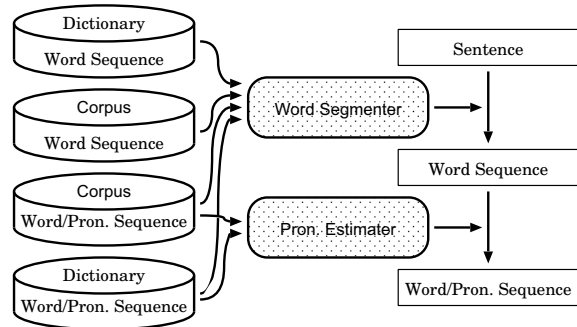 Dictionary
Word Sequence
Corpus
Word Sequence
Corpus
Word/Pron. Sequence
Dictionary
Word/Pron. Sequence
Word Segmenter
Pron. Estimater
Sentence
Word Sequence
Word/Pron. Sequence